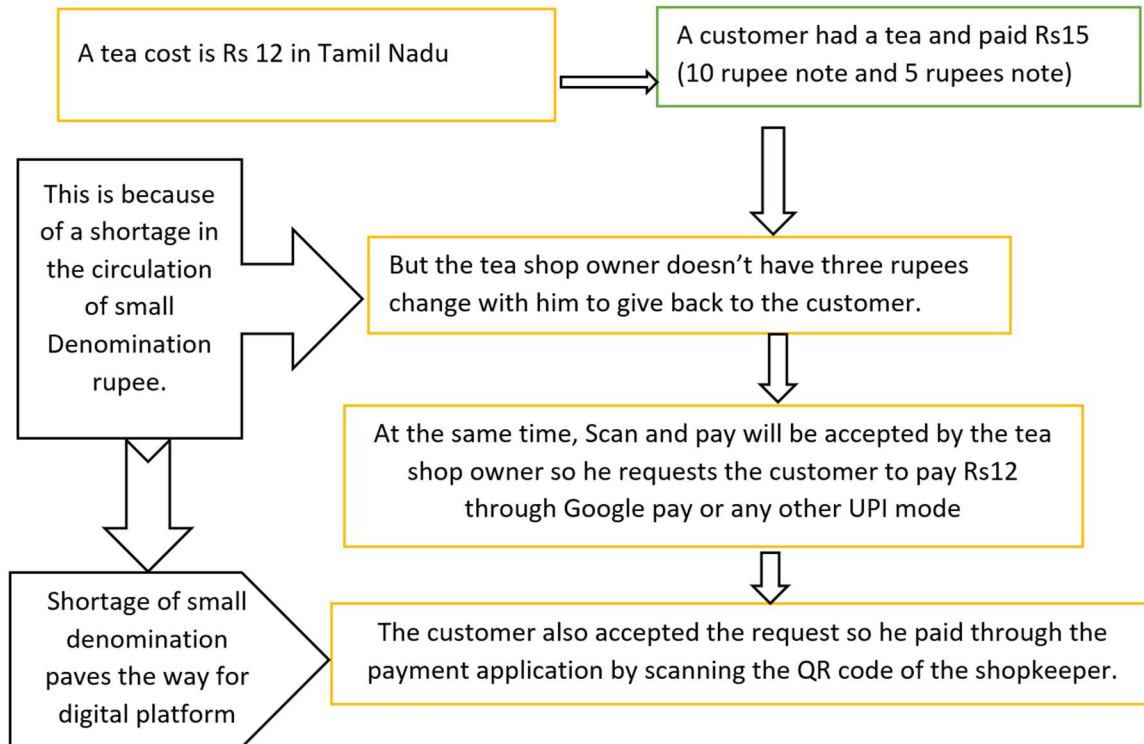 A tea cost is Rs 12 in Tamil Nadu
A customer had a tea and paid Rs15
(10 rupee note and 5 rupees note)
This is because
of a shortage in
the circulation
of small
Denomination
rupee.
But the tea shop owner doesn’t have three rupees
change with him to give back to the customer.
At the same time, Scan and pay will be accepted by the tea
shop owner so he requests the customer to pay Rs12
through Google pay or any other UPI mode
Shortage of small
denomination
paves the way for
digital platform
The customer also accepted the request so he paid through the
payment application by scanning the QR code of the shopkeeper.